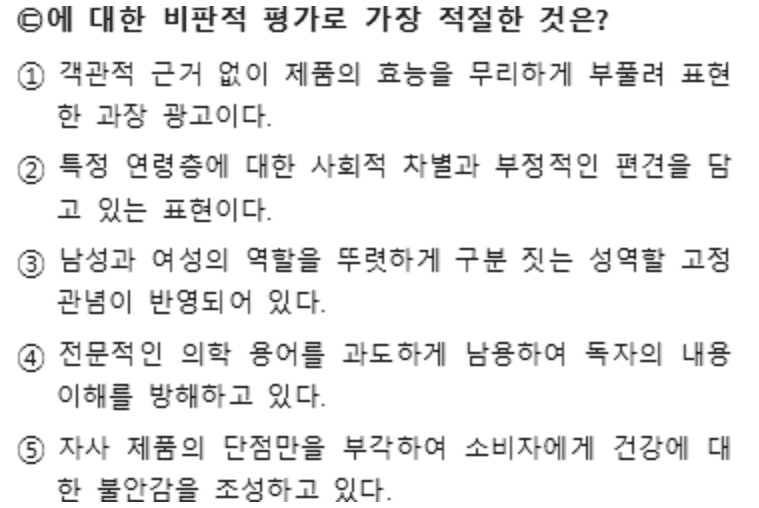 ㉢에 대한 비판적 평가로 가장 적절한 것은?
① 객관적 근거 없이 제품의 효능을 무리하게 부풀려 표현
한 과장 광고이다.
② 특정 연령층에 대한 사회적 차별과 부정적인 편견을 담
고 있는 표현이다.
③ 남성과 여성의 역할을 뚜렷하게 구분 짓는 성역할 고정
관념이 반영되어 있다.
④ 전문적인 의학 용어를 과도하게 남용하여 독자의 내용
이해를 방해하고 있다.
⑤ 자사 제품의 단점만을 부각하여 소비자에게 건강에 대
한 불안감을 조성하고 있다.